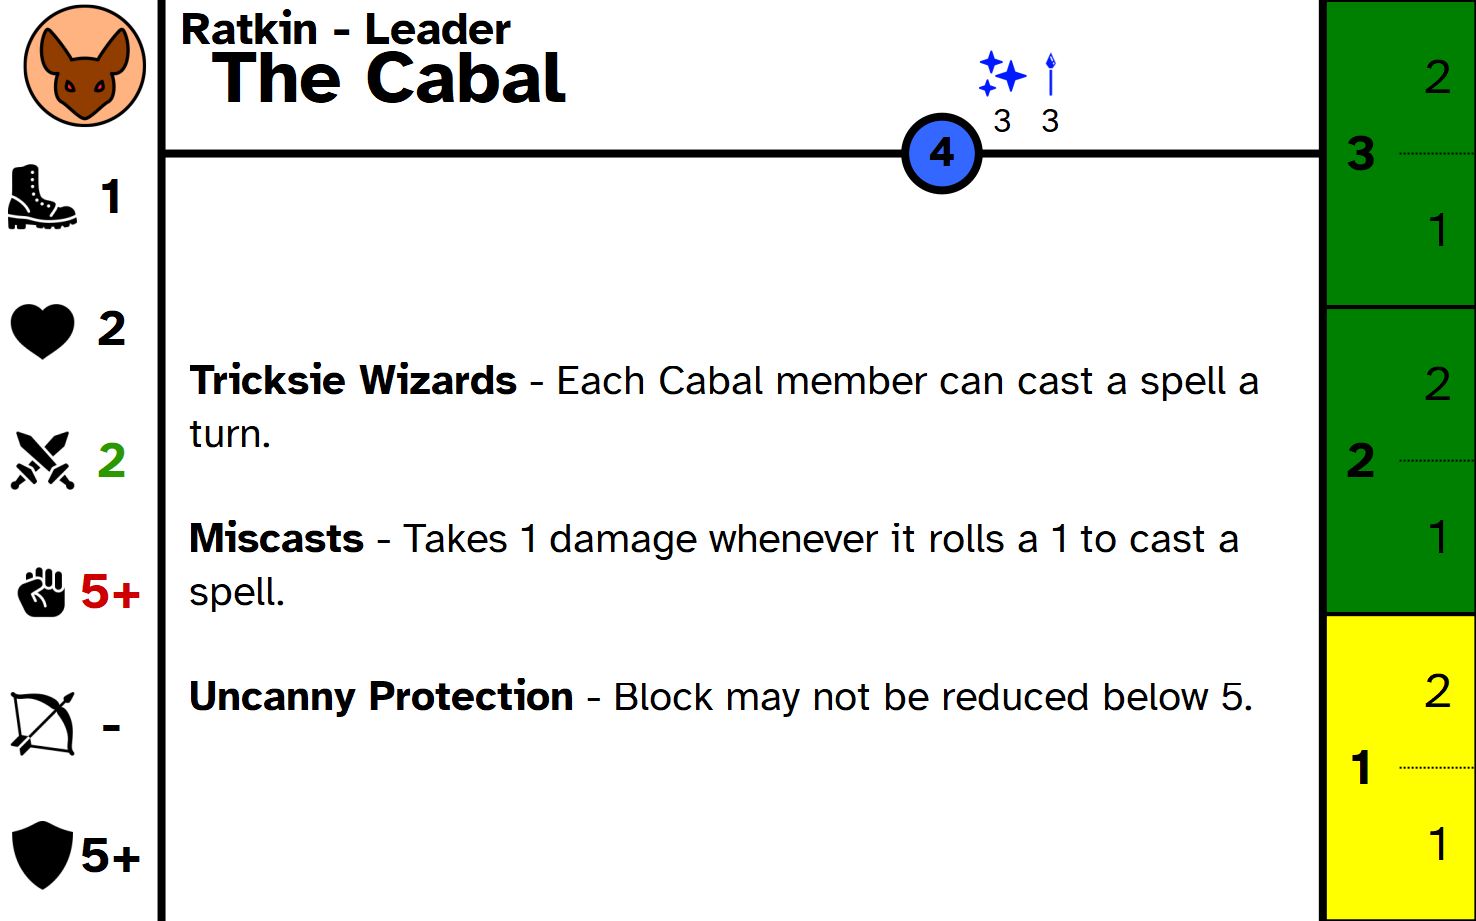 Ratkin - Leader
The Cabal
3 3
4
1
2
2
5+
-
5+
Tricksie Wizards - Each Cabal member can cast a spell a
turn.
Miscasts - Takes 1 damage whenever it rolls a 1 to cast a
spell.
Uncanny Protection - Block may not be reduced below 5.
2
3
1
2
2
1
2
1
1